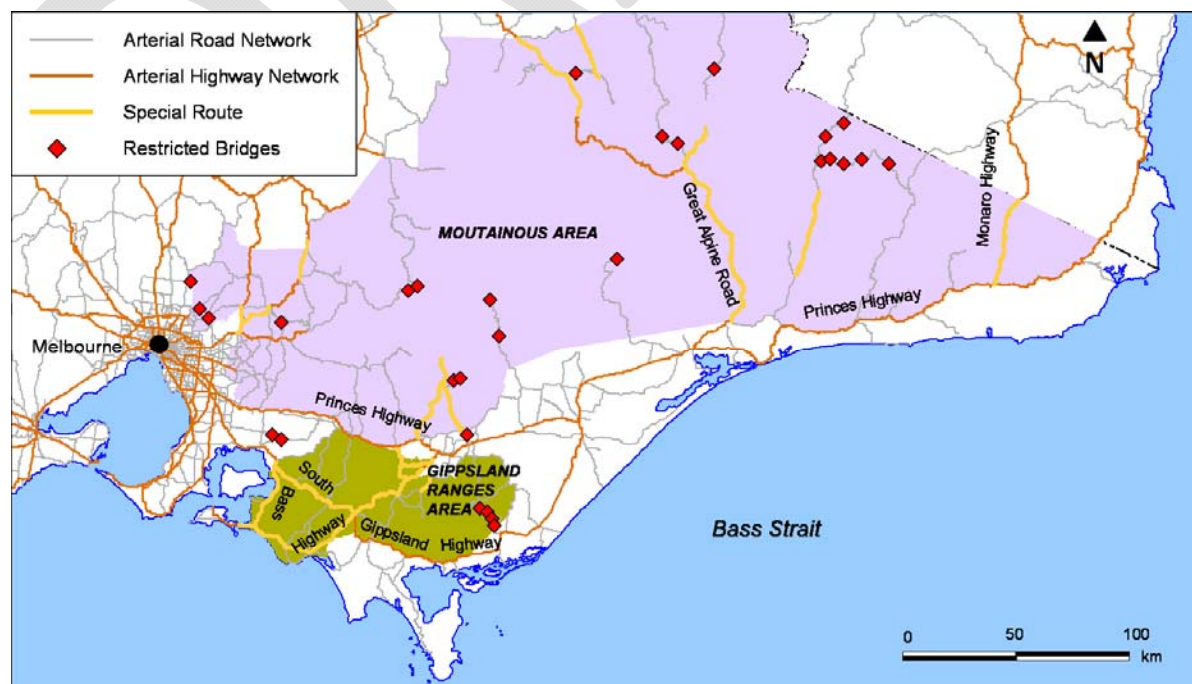 Arterial Road Network
Arterial Highway Network
Special Route
Restricted Bridges
N
MOUTAINOUS AREA
Great Alpine Road
Monaro Highway
Princes Highway
Melbourne
Princes Highway
South
Bass
Highway
Gippsland
Highway
GIPPSLAND
RANGES
AREA
Bass Strait
0 50 100
km